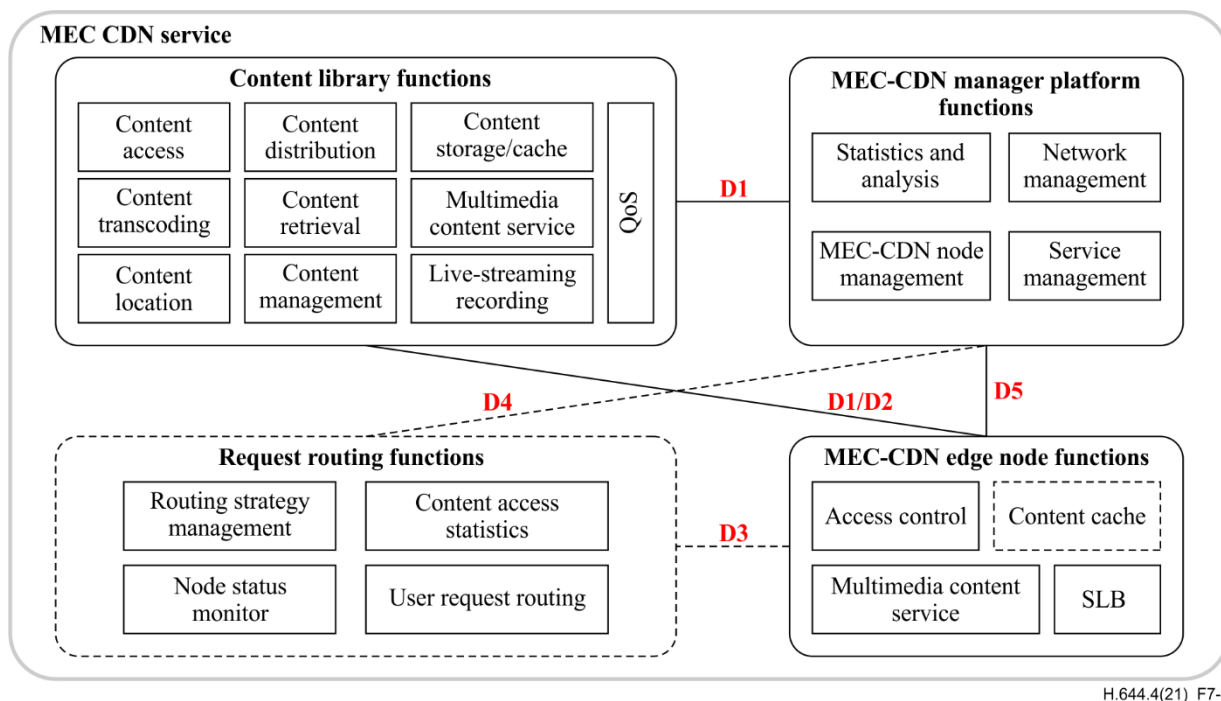 MEC CDN service
Content library functions
Content
access
Content
distribution
Content
storage/cache
Content
transcoding
Content
retrieval
Multimedia
content service
Content
location
Content
management
Live-streaming
recording
QoS
D1
MEC-CDN manager platform
functions
Statistics and
analysis
Network
management
MEC-CDN node
management
Service
management
D4
D1/D2
D5
Request routing functions
Routing strategy
management
Content access
statistics
Node status
monitor
User request routing
D3
MEC-CDN edge node functions
Access control
Content cache
Multimedia content
service
SLB
H.644.4(21)_F7-